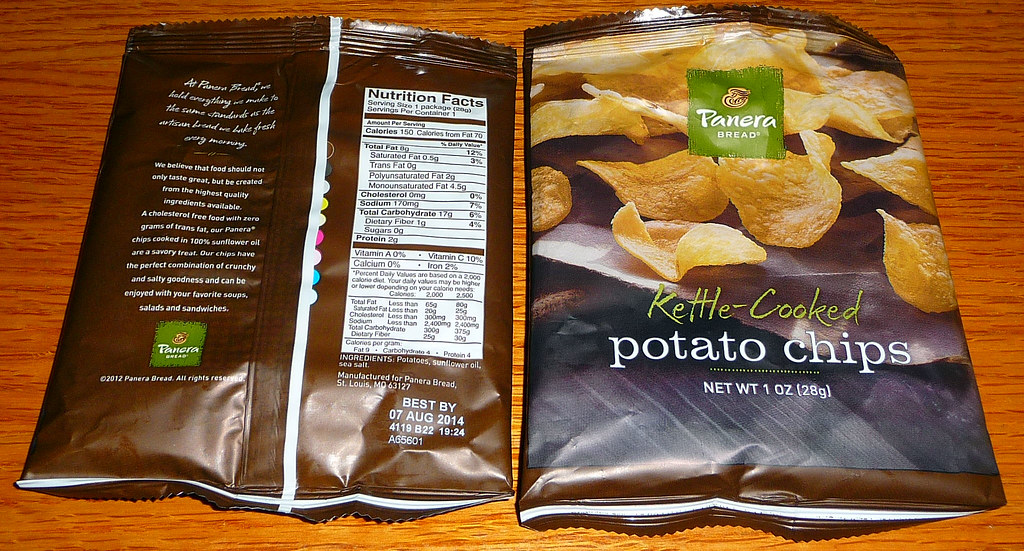 At Panera Bread, we
hold everything we make to
the same standards as the
artisan bread we bake fresh
every morning.
We believe that food should not
only taste great, but be created
from the highest quality
ingredients available.
A cholesterol free food with zero
grams of trans fat, our Panera®
chips cooked in 100% sunflower oil
are a savory treat. Our chips have
the perfect combination of crunchy
and salty goodness and can be
enjoyed with your favorite soups,
salads and sandwiches.
Panera
BREAD®
©2012 Panera Bread. All rights reserved.
Nutrition Facts
Serving Size 1 package (28g)
Servings Per Container 1
Amount Per Serving
Calories 150 Calories from Fat 70
% Daily Value*
Total Fat 8g 12%
Saturated Fat 0.5g 3%
Trans Fat 0g
Polyunsaturated Fat 2g
Monounsaturated Fat 4.5g
Cholesterol 0mg 0%
Sodium 170mg 7%
Total Carbohydrate 17g 6%
Dietary Fiber 1g 4%
Sugars 0g
Protein 2g
Vitamin A 0% • Vitamin C 10%
Calcium 0% • Iron 2%
*Percent Daily Values are based on a 2,000
calorie diet. Your daily values may be higher
or lower depending on your calorie needs:
Calories: 2,000 2,500
Total Fat Less than 65g 80g
Saturated Fat Less than 20g 25g
Cholesterol Less than 300mg 300mg
Sodium Less than 2,400mg 2,400mg
Total Carbohydrate 300g 375g
Dietary Fiber 25g 30g
Calories per gram:
Fat 9 • Carbohydrate 4 • Protein 4
INGREDIENTS: Potatoes, sunflower oil,
sea salt.
Manufactured for Panera Bread,
St. Louis, MO 63127
BEST BY
07 AUG 2014
4119 B22 19:24
A65601
Panera
BREAD®
Kettle-Cooked
potato chips
NET WT 1 OZ (28g)